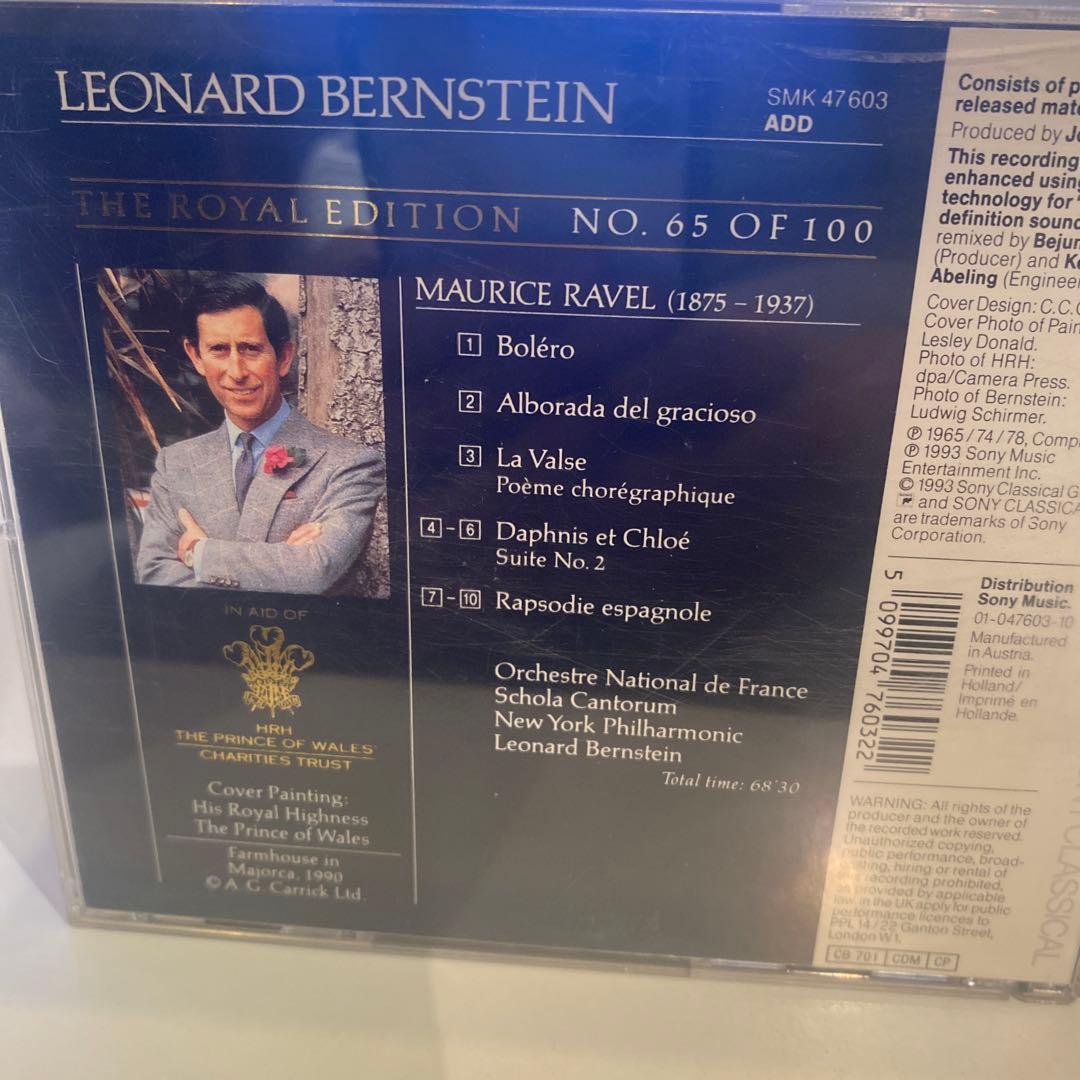 LEONARD BERNSTEIN
SMK 47603
ADD
THE ROYAL EDITION NO. 65 OF 100
MAURICE RAVEL (1875 – 1937)
1 Boléro
2 Alborada del gracioso
3 La Valse
Poème chorégraphique
4 – 6 Daphnis et Chloé
Suite No. 2
7 – 10 Rapsodie espagnole
Orchestre National de France
Schola Cantorum
New York Philharmonic
Leonard Bernstein
Total time: 68'30
IN AID OF
HRH
THE PRINCE OF WALES'
CHARITIES TRUST
Cover Painting:
His Royal Highness
The Prince of Wales
Farmhouse in
Majorca, 1990
© A. G. Carrick Ltd.
Consists of
released
Produced by
This recording
enhanced using
technology for
definition sound
remixed by
(Producer) and
Abeling
Cover Design: C.C.
Cover Photo of
Lesley Donald.
Photo of HRH:
dpa/Camera Press.
Photo of Bernstein:
Ludwig Schirmer.
℗ 1965/74/78,
℗ 1993 Sony Music
Entertainment Inc.
© 1993 Sony Classical
and SONY
are trademarks of Sony
Corporation.
5 099704 760322
Distribution
Sony Music.
01-047603-10
Manufactured
in Austria.
Printed in
Holland/
Imprimé en
Hollande.
WARNING: All rights of the
producer and the owner of
the recorded work reserved.
Unauthorized copying,
public performance, broad-
casting, hiring or rental of
recording prohibited,
as provided by applicable
law. in the UK apply for public
performance licences to
PPL 14/22 Ganton Street,
London W1.
CB 701 CDM CP
CLASSICAL